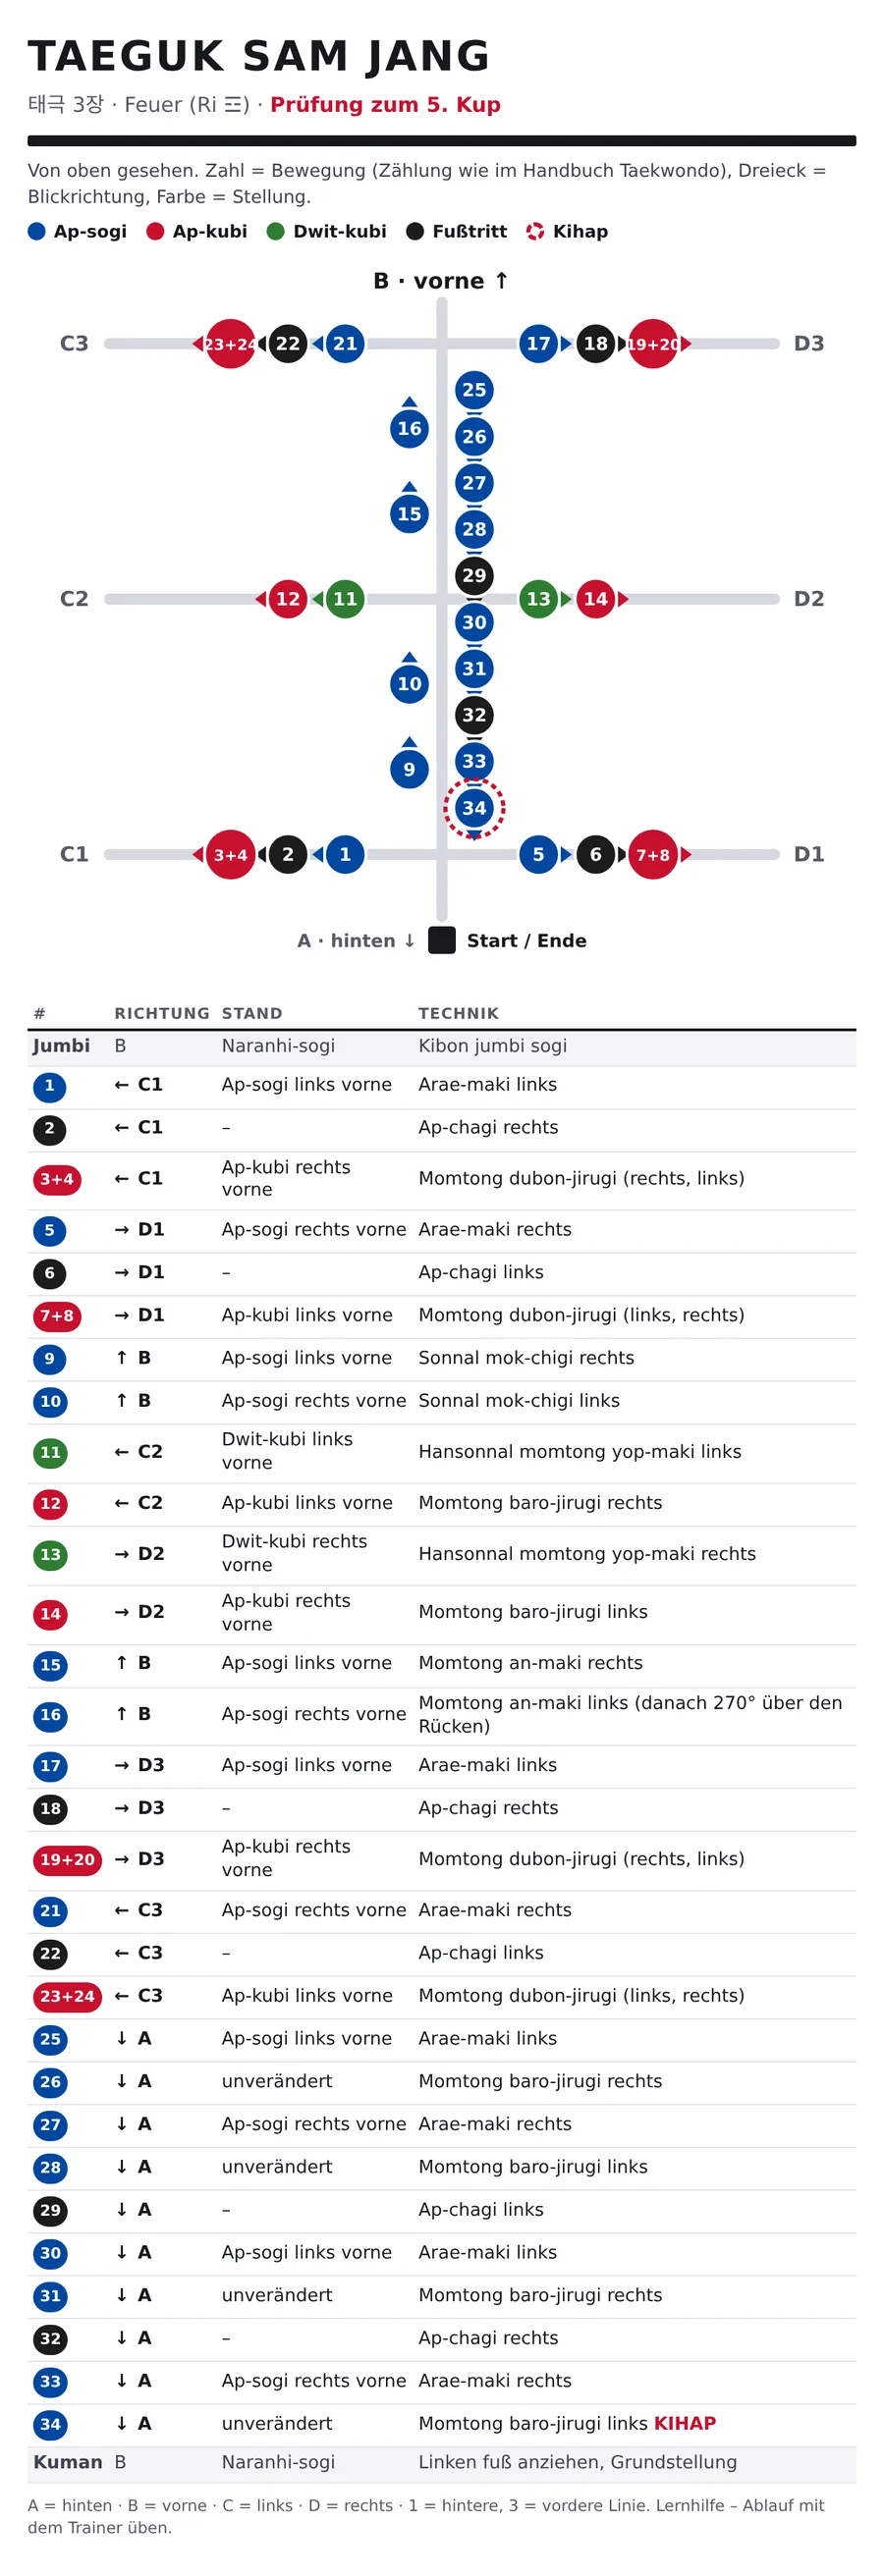 TAEGUK SAM JANG
태극 3장 · Feuer (Ri ☲) · Prüfung zum 5. Kup
Von oben gesehen. Zahl = Bewegung (Zählung wie im Handbuch Taekwondo), Dreieck =
Blickrichtung, Farbe = Stellung.
Ap-sogi Ap-kubi Dwit-kubi Fußtritt Kihap
B · vorne ↑
C3 23+24 22 21 17 18 19+20 D3
25
16 26
27
15 28
29
C2 12 11 13 14 D2
30
10 31
32
9 33
34
C1 3+4 2 1 5 6 7+8 D1
A · hinten ↓ Start / Ende
# RICHTUNG STAND TECHNIK
Jumbi B Naranhi-sogi Kibon jumbi sogi
1 ← C1 Ap-sogi links vorne Arae-maki links
2 ← C1 – Ap-chagi rechts
3+4 ← C1 Ap-kubi rechts vorne Momtong dubon-jirugi (rechts, links)
5 → D1 Ap-sogi rechts vorne Arae-maki rechts
6 → D1 – Ap-chagi links
7+8 → D1 Ap-kubi links vorne Momtong dubon-jirugi (links, rechts)
9 ↑ B Ap-sogi links vorne Sonnal mok-chigi rechts
10 ↑ B Ap-sogi rechts vorne Sonnal mok-chigi links
11 ← C2 Dwit-kubi links vorne Hansonnal momtong yop-maki links
12 ← C2 Ap-kubi links vorne Momtong baro-jirugi rechts
13 → D2 Dwit-kubi rechts vorne Hansonnal momtong yop-maki rechts
14 → D2 Ap-kubi rechts vorne Momtong baro-jirugi links
15 ↑ B Ap-sogi links vorne Momtong an-maki rechts
16 ↑ B Ap-sogi rechts vorne Momtong an-maki links (danach 270° über den Rücken)
17 → D3 Ap-sogi links vorne Arae-maki links
18 → D3 – Ap-chagi rechts
19+20 → D3 Ap-kubi rechts vorne Momtong dubon-jirugi (rechts, links)
21 ← C3 Ap-sogi rechts vorne Arae-maki rechts
22 ← C3 – Ap-chagi links
23+24 ← C3 Ap-kubi links vorne Momtong dubon-jirugi (links, rechts)
25 ↓ A Ap-sogi links vorne Arae-maki links
26 ↓ A unverändert Momtong baro-jirugi rechts
27 ↓ A Ap-sogi rechts vorne Arae-maki rechts
28 ↓ A unverändert Momtong baro-jirugi links
29 ↓ A – Ap-chagi links
30 ↓ A Ap-sogi links vorne Arae-maki links
31 ↓ A unverändert Momtong baro-jirugi rechts
32 ↓ A – Ap-chagi rechts
33 ↓ A Ap-sogi rechts vorne Arae-maki rechts
34 ↓ A unverändert Momtong baro-jirugi links KIHAP
Kuman B Naranhi-sogi Linken fuß anziehen, Grundstellung
A = hinten · B = vorne · C = links · D = rechts · 1 = hintere, 3 = vordere Linie. Lernhilfe – Ablauf mit
dem Trainer üben.